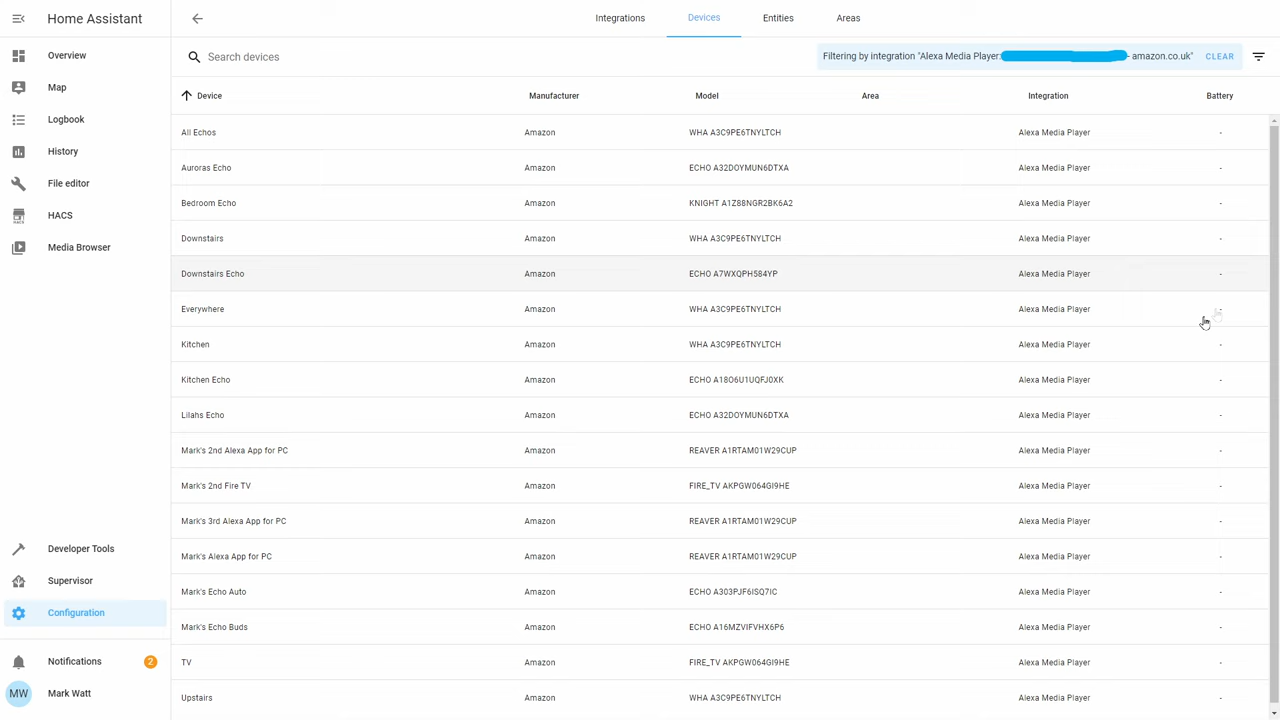 Home Assistant
Integrations Devices Entities Areas
Overview
Map
Logbook
History
File editor
HACS
Media Browser
Developer Tools
Supervisor
Configuration
Notifications 2
MW Mark Watt
Search devices
Filtering by integration "Alexa Media Player: - amazon.co.uk" CLEAR
Device Manufacturer Model Area Integration Battery
All Echos Amazon WHA A3C9PE6TNYLTCH Alexa Media Player -
Auroras Echo Amazon ECHO A32DOYMUN6DTXA Alexa Media Player -
Bedroom Echo Amazon KNIGHT A1Z88NGR2BK6A2 Alexa Media Player -
Downstairs Amazon WHA A3C9PE6TNYLTCH Alexa Media Player -
Downstairs Echo Amazon ECHO A7WXQPH584YP Alexa Media Player -
Everywhere Amazon WHA A3C9PE6TNYLTCH Alexa Media Player -
Kitchen Amazon WHA A3C9PE6TNYLTCH Alexa Media Player -
Kitchen Echo Amazon ECHO A18O6U1UQFJ0XK Alexa Media Player -
Lilahs Echo Amazon ECHO A32DOYMUN6DTXA Alexa Media Player -
Mark's 2nd Alexa App for PC Amazon REAVER A1RTAM01W29CUP Alexa Media Player -
Mark's 2nd Fire TV Amazon FIRE_TV AKPGW064GI9HE Alexa Media Player -
Mark's 3rd Alexa App for PC Amazon REAVER A1RTAM01W29CUP Alexa Media Player -
Mark's Alexa App for PC Amazon REAVER A1RTAM01W29CUP Alexa Media Player -
Mark's Echo Auto Amazon ECHO A303PJF6ISQ7IC Alexa Media Player -
Mark's Echo Buds Amazon ECHO A16MZVIFVHX6P6 Alexa Media Player -
TV Amazon FIRE_TV AKPGW064GI9HE Alexa Media Player -
Upstairs Amazon WHA A3C9PE6TNYLTCH Alexa Media Player -